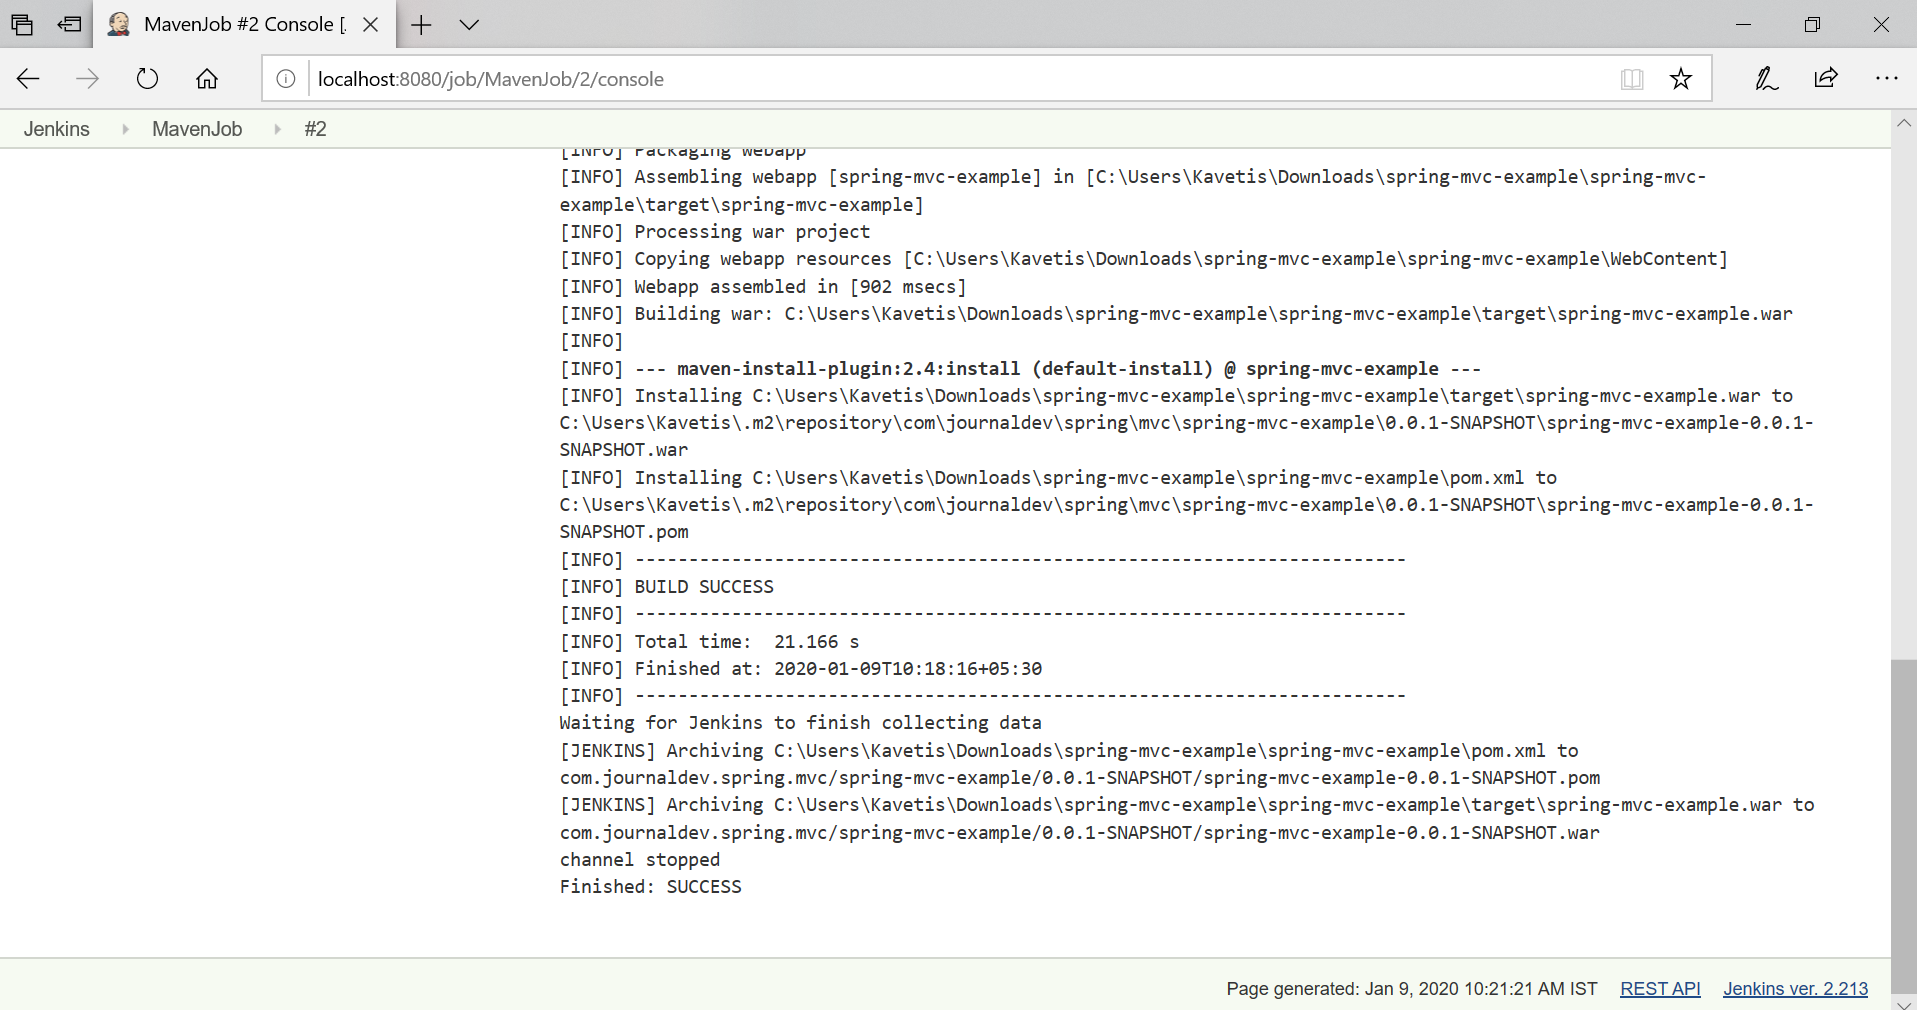 MavenJob #2 Console [
localhost:8080/job/MavenJob/2/console
Jenkins MavenJob #2
[INFO] Packaging webapp
[INFO] Assembling webapp [spring-mvc-example] in [C:\Users\Kavetis\Downloads\spring-mvc-example\spring-mvc-
example\target\spring-mvc-example]
[INFO] Processing war project
[INFO] Copying webapp resources [C:\Users\Kavetis\Downloads\spring-mvc-example\spring-mvc-example\WebContent]
[INFO] Webapp assembled in [902 msecs]
[INFO] Building war: C:\Users\Kavetis\Downloads\spring-mvc-example\spring-mvc-example\target\spring-mvc-example.war
[INFO]
[INFO] --- maven-install-plugin:2.4:install (default-install) @ spring-mvc-example ---
[INFO] Installing C:\Users\Kavetis\Downloads\spring-mvc-example\spring-mvc-example\target\spring-mvc-example.war to
C:\Users\Kavetis\.m2\repository\com\journaldev\spring\mvc\spring-mvc-example\0.0.1-SNAPSHOT\spring-mvc-example-0.0.1-
SNAPSHOT.war
[INFO] Installing C:\Users\Kavetis\Downloads\spring-mvc-example\spring-mvc-example\pom.xml to
C:\Users\Kavetis\.m2\repository\com\journaldev\spring\mvc\spring-mvc-example\0.0.1-SNAPSHOT\spring-mvc-example-0.0.1-
SNAPSHOT.pom
[INFO] ------------------------------------------------------------------------
[INFO] BUILD SUCCESS
[INFO] ------------------------------------------------------------------------
[INFO] Total time:  21.166 s
[INFO] Finished at: 2020-01-09T10:18:16+05:30
[INFO] ------------------------------------------------------------------------
Waiting for Jenkins to finish collecting data
[JENKINS] Archiving C:\Users\Kavetis\Downloads\spring-mvc-example\spring-mvc-example\pom.xml to
com.journaldev.spring.mvc/spring-mvc-example/0.0.1-SNAPSHOT/spring-mvc-example-0.0.1-SNAPSHOT.pom
[JENKINS] Archiving C:\Users\Kavetis\Downloads\spring-mvc-example\spring-mvc-example\target\spring-mvc-example.war to
com.journaldev.spring.mvc/spring-mvc-example/0.0.1-SNAPSHOT/spring-mvc-example-0.0.1-SNAPSHOT.war
channel stopped
Finished: SUCCESS
Page generated: Jan 9, 2020 10:21:21 AM IST REST API Jenkins ver. 2.213